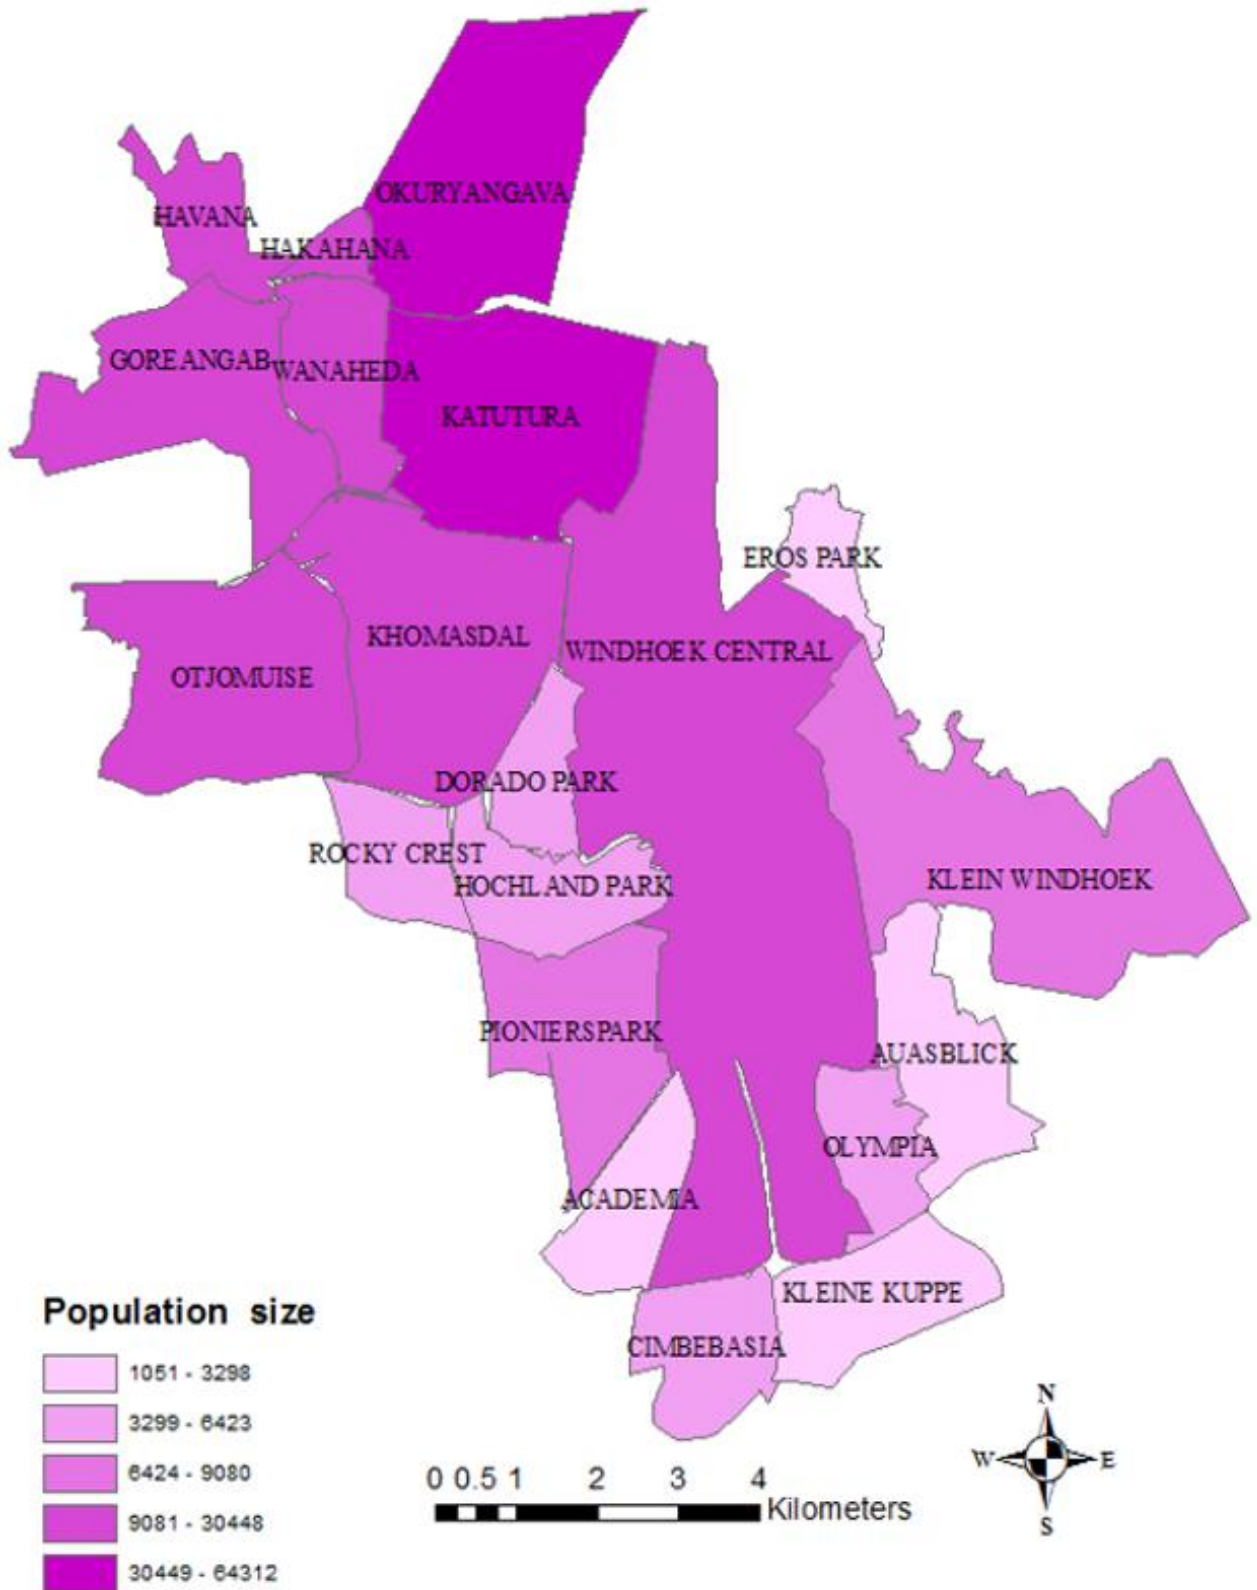 OKURYANGAVA
HAVANA
HAKAHANA
GOREANGAB
WANAHEDA
KATUTURA
EROS PARK
KHOMASDAL
WINDHOEK CENTRAL
OTJOMUISE
DORADO PARK
ROCKY CREST
HOCHLAND PARK
KLEIN WINDHOEK
PIONIERSPARK
AUASBLICK
OLYMPIA
ACADEMIA
KLEINE KUPPE
CIMBEBASIA
Population size
1051 - 3298
3299 - 6423
6424 - 9080
9081 - 30448
30449 - 64312
0 0.5 1 2 3 4
Kilometers
N
W E
S